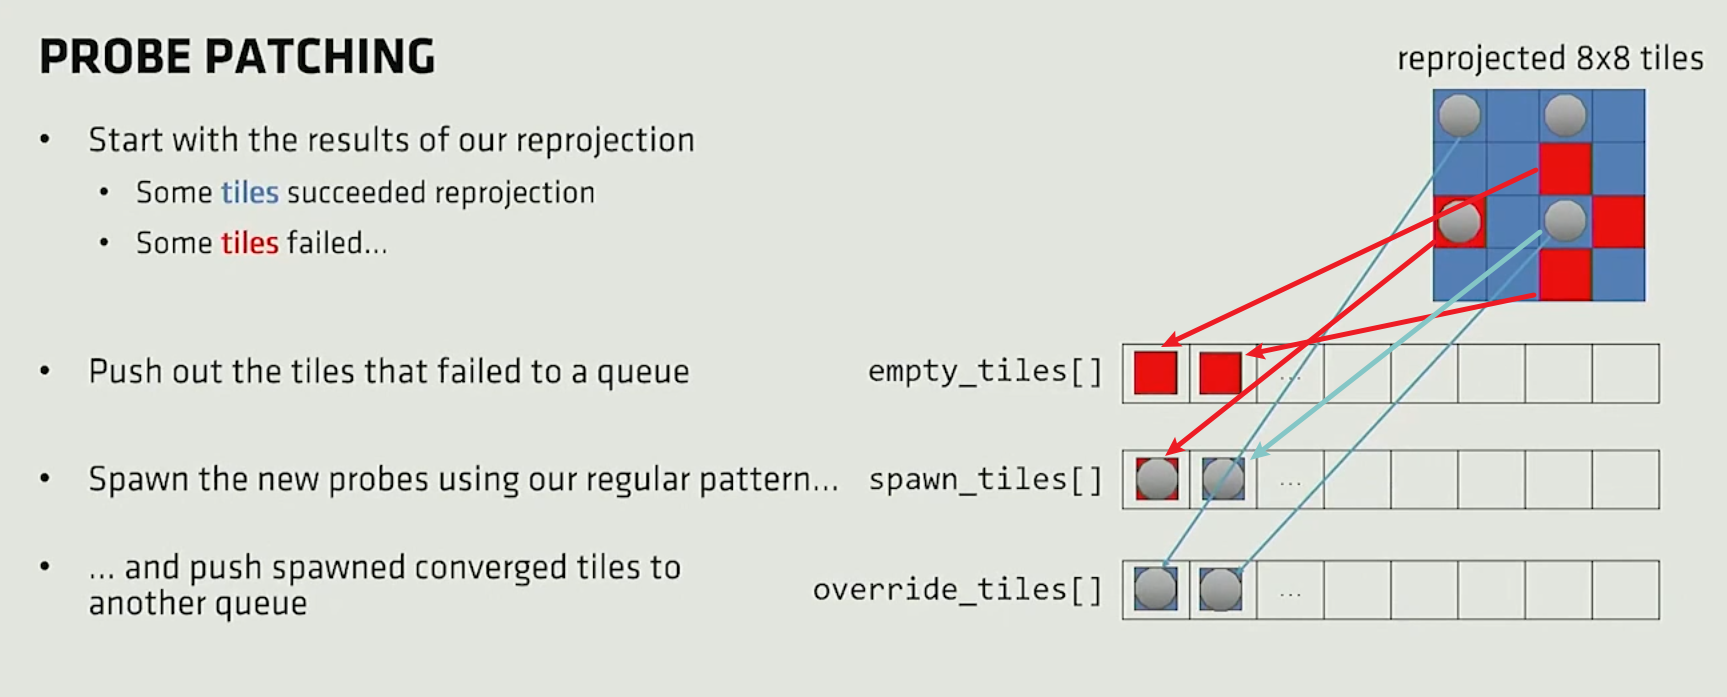 PROBE PATCHING
reprojected 8x8 tiles
• Start with the results of our reprojection
• Some tiles succeeded reprojection
• Some tiles failed...
• Push out the tiles that failed to a queue
empty_tiles[]
...
• Spawn the new probes using our regular pattern...
spawn_tiles[]
...
• ... and push spawned converged tiles to
another queue
override_tiles[]
...